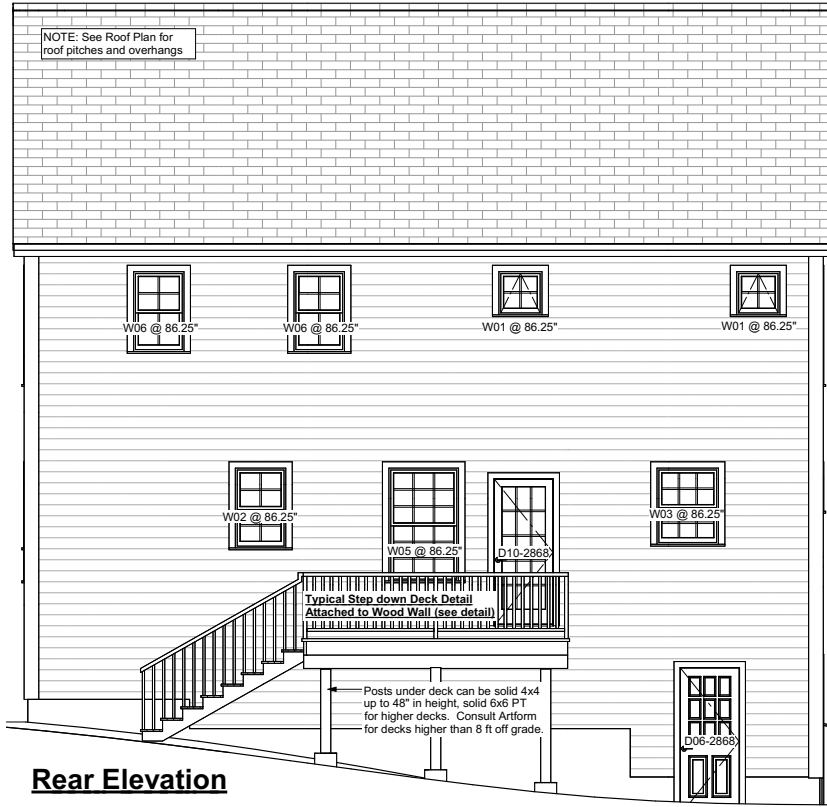 NOTE: See Roof Plan for
roof pitches and overhangs
W06 @ 86.25"
W06 @ 86.25"
W01 @ 86.25"
W01 @ 86.25"
W02 @ 86.25"
W05 @ 86.25"
D10-2868
W03 @ 86.25"
Typical Step down Deck Detail
Attached to Wood Wall (see detail)
Posts under deck can be solid 4x4
up to 48" in height, solid 6x6 PT
for higher decks. Consult Artform
for decks higher than 8 ft off grade.
D06-2868
Rear Elevation